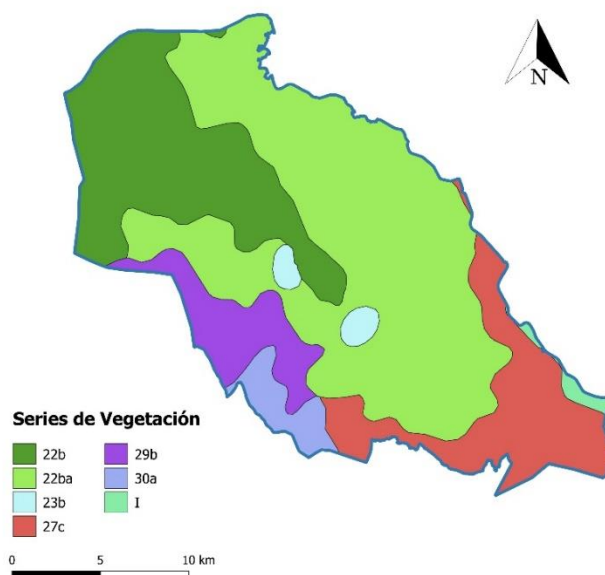 N
Series de Vegetación
22b
22ba
23b
27c
29b
30a
I
0 5 10 km